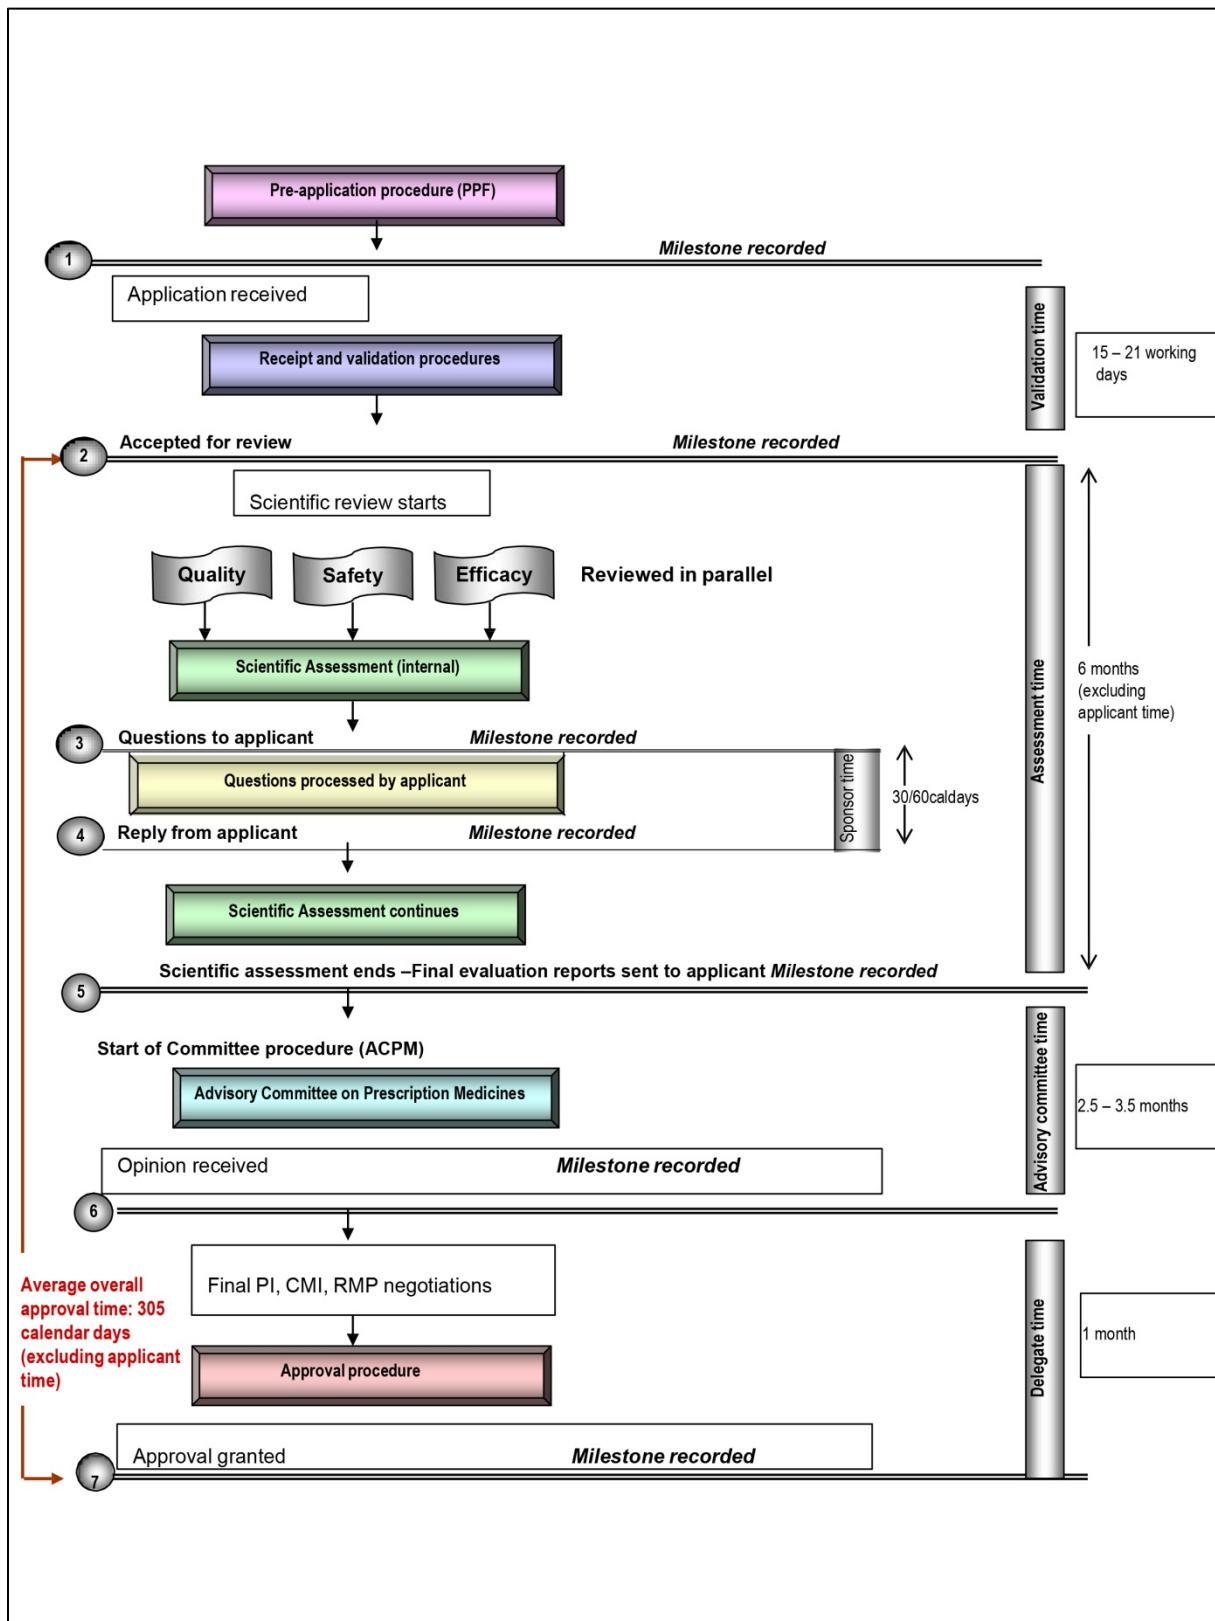 Pre-application procedure (PPF)
1
Milestone recorded
Application received
Receipt and validation procedures
Validation time
15 – 21 working
days
2
Accepted for review
Milestone recorded
Scientific review starts
Quality
Safety
Efficacy
Reviewed in parallel
Scientific Assessment (internal)
Assessment time
6 months
(excluding
applicant time)
3
Questions to applicant
Milestone recorded
Questions processed by applicant
Sponsor time
30/60caldays
4
Reply from applicant
Milestone recorded
Scientific Assessment continues
Scientific assessment ends –Final evaluation reports sent to applicant Milestone recorded
5
Start of Committee procedure (ACPM)
Advisory Committee on Prescription Medicines
Advisory committee time
2.5 – 3.5 months
Opinion received
Milestone recorded
6
Final PI, CMI, RMP negotiations
Average overall
approval time: 305
calendar days
(excluding applicant
time)
Approval procedure
Delegate time
1 month
Approval granted
Milestone recorded
7